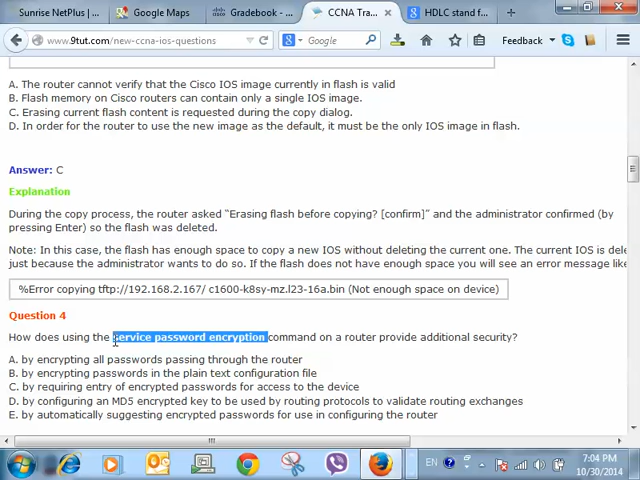 Sunrise NetPlus - ...
Google Maps
Gradebook - ...
CCNA Tra...
HDLC stand f...
www.9tut.com/new-ccna-ios-questions
Google
Feedback
A. The router cannot verify that the Cisco IOS image currently in flash is valid
B. Flash memory on Cisco routers can contain only a single IOS image.
C. Erasing current flash content is requested during the copy dialog.
D. In order for the router to use the new image as the default, it must be the only IOS image in flash.
Answer: C
Explanation
During the copy process, the router asked "Erasing flash before copying? [confirm]" and the administrator confirmed (by
pressing Enter) so the flash was deleted.
Note: In this case, the flash has enough space to copy a new IOS without deleting the current one. The current IOS is dele
just because the administrator wants to do so. If the flash does not have enough space you will see an error message like
%Error copying tftp://192.168.2.167/ c1600-k8sy-mz.l23-16a.bin (Not enough space on device)
Question 4
How does using the service password encryption command on a router provide additional security?
A. by encrypting all passwords passing through the router
B. by encrypting passwords in the plain text configuration file
C. by requiring entry of encrypted passwords for access to the device
D. by configuring an MD5 encrypted key to be used by routing protocols to validate routing exchanges
E. by automatically suggesting encrypted passwords for use in configuring the router
EN
7:04 PM
10/30/2014